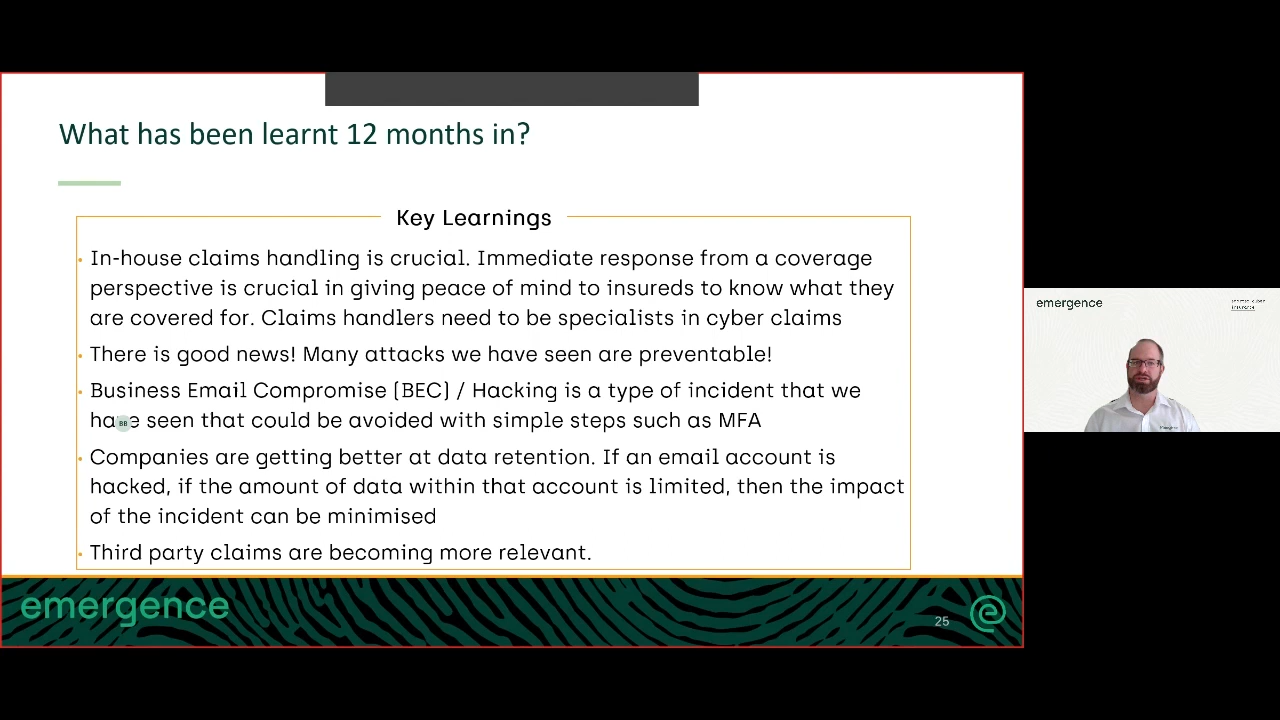 What has been learnt 12 months in?
Key Learnings
• In-house claims handling is crucial. Immediate response from a coverage
perspective is crucial in giving peace of mind to insureds to know what they
are covered for. Claims handlers need to be specialists in cyber claims
• There is good news! Many attacks we have seen are preventable!
• Business Email Compromise (BEC) / Hacking is a type of incident that we
have seen that could be avoided with simple steps such as MFA
BB
• Companies are getting better at data retention. If an email account is
hacked, if the amount of data within that account is limited, then the impact
of the incident can be minimised
• Third party claims are becoming more relevant.
emergence
25
emergence